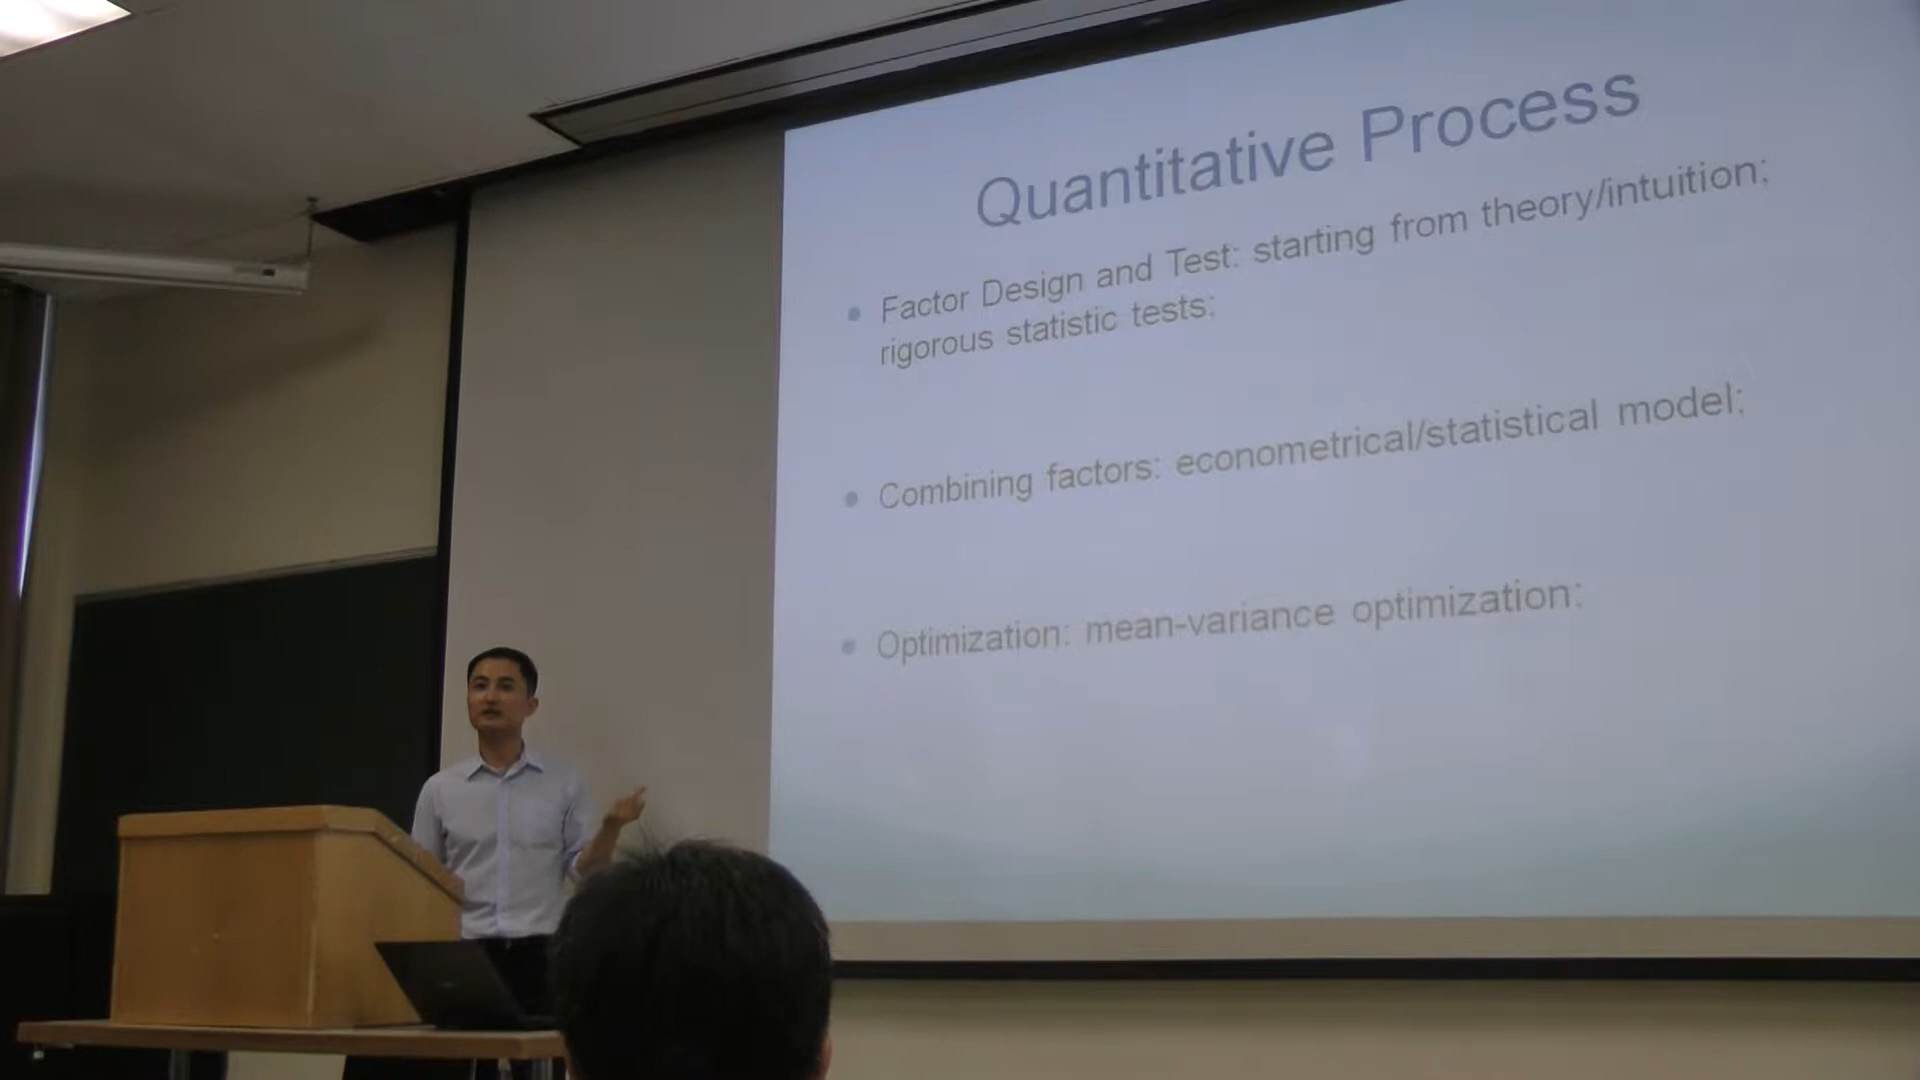 Quantitative Process
• Factor Design and Test: starting from theory/intuition;
rigorous statistic tests;
• Combining factors: econometrical/statistical model;
• Optimization: mean-variance optimization;